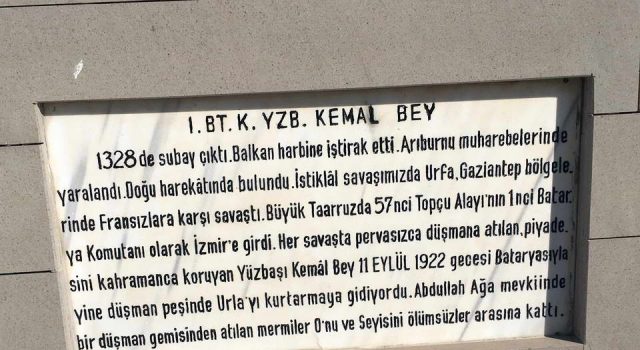 1. BT. K. YZB. KEMAL BEY
1328 de subay çıktı. Balkan harbine iştirak etti. Arıburnu muharebelerinde
yaralandı. Doğu harekâtında bulundu. İstiklâl savaşımızda Urfa, Gaziantep bölgele.
rinde Fransızlara karşı savaştı. Büyük Taarruzda 57nci Topçu Alayı'nın 1nci Batar.
ya Komutanı olarak İzmir'e girdi. Her savaşta pervasızca düşmana atılan, piyade.
sini kahramanca koruyan Yüzbaşı Kemâl Bey 11 EYLÜL 1922 gecesi Bataryasıyla
yine düşman peşinde Urla'yı kurtarmaya gidiyordu. Abdullah Ağa mevkiinde
bir düşman gemisinden atılan mermiler O'nu ve Seyisini ölümsüzler arasına kattı.